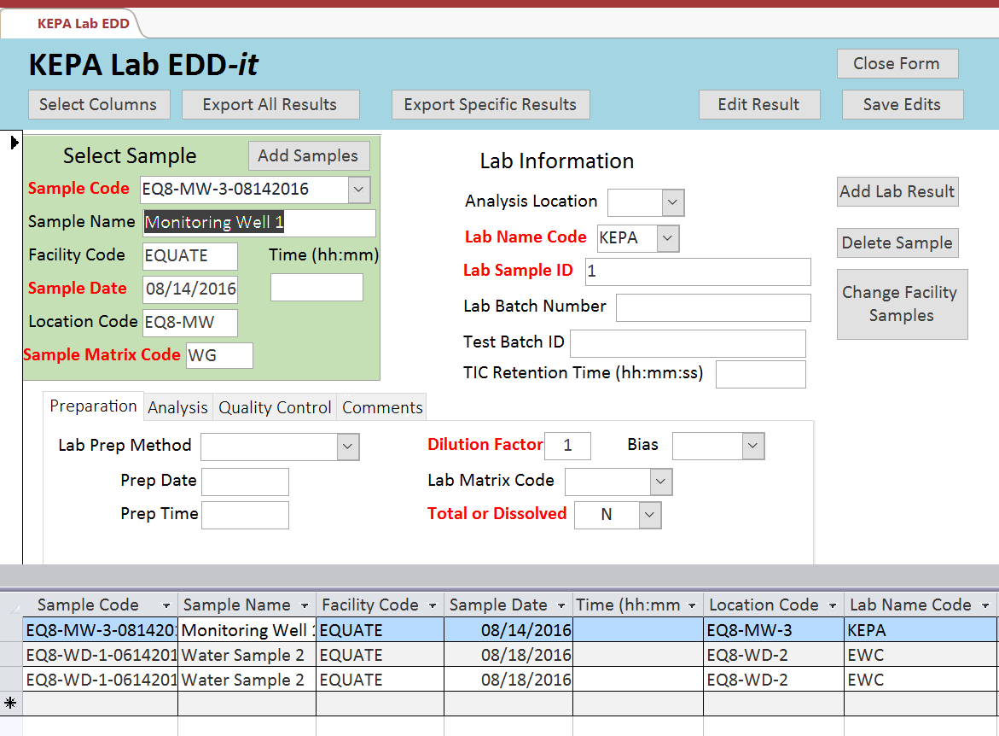 KEPA Lab EDD
KEPA Lab EDD-it
Close Form
Select Columns
Export All Results
Export Specific Results
Edit Result
Save Edits
Select Sample
Add Samples
Sample Code EQ8-MW-3-08142016
Sample Name Monitoring Well 1
Facility Code EQUATE
Time (hh:mm)
Sample Date 08/14/2016
Location Code EQ8-MW
Sample Matrix Code WG
Lab Information
Analysis Location
Lab Name Code KEPA
Lab Sample ID 1
Lab Batch Number
Test Batch ID
TIC Retention Time (hh:mm:ss)
Add Lab Result
Delete Sample
Change Facility
Samples
Preparation Analysis Quality Control Comments
Lab Prep Method
Prep Date
Prep Time
Dilution Factor 1
Bias
Lab Matrix Code
Total or Dissolved N
Sample Code Sample Name Facility Code Sample Date Time (hh:mm Location Code Lab Name Code
EQ8-MW-3-081420 Monitoring Well EQUATE 08/14/2016 EQ8-MW-3 KEPA
EQ8-WD-1-0614201 Water Sample 2 EQUATE 08/18/2016 EQ8-WD-2 EWC
EQ8-WD-1-0614201 Water Sample 2 EQUATE 08/18/2016 EQ8-WD-2 EWC